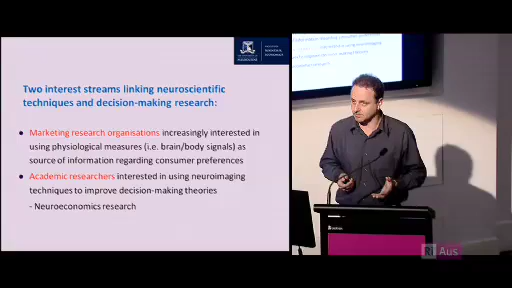 MELBOURNE
Two interest streams linking neuroscientific
techniques and decision-making research:
Marketing research organisations increasingly interested in
using physiological measures (i.e. brain/body signals) as
source of information regarding consumer preferences
Academic researchers interested in using neuroimaging
techniques to improve decision-making theories
- Neuroeconomics research
Aus